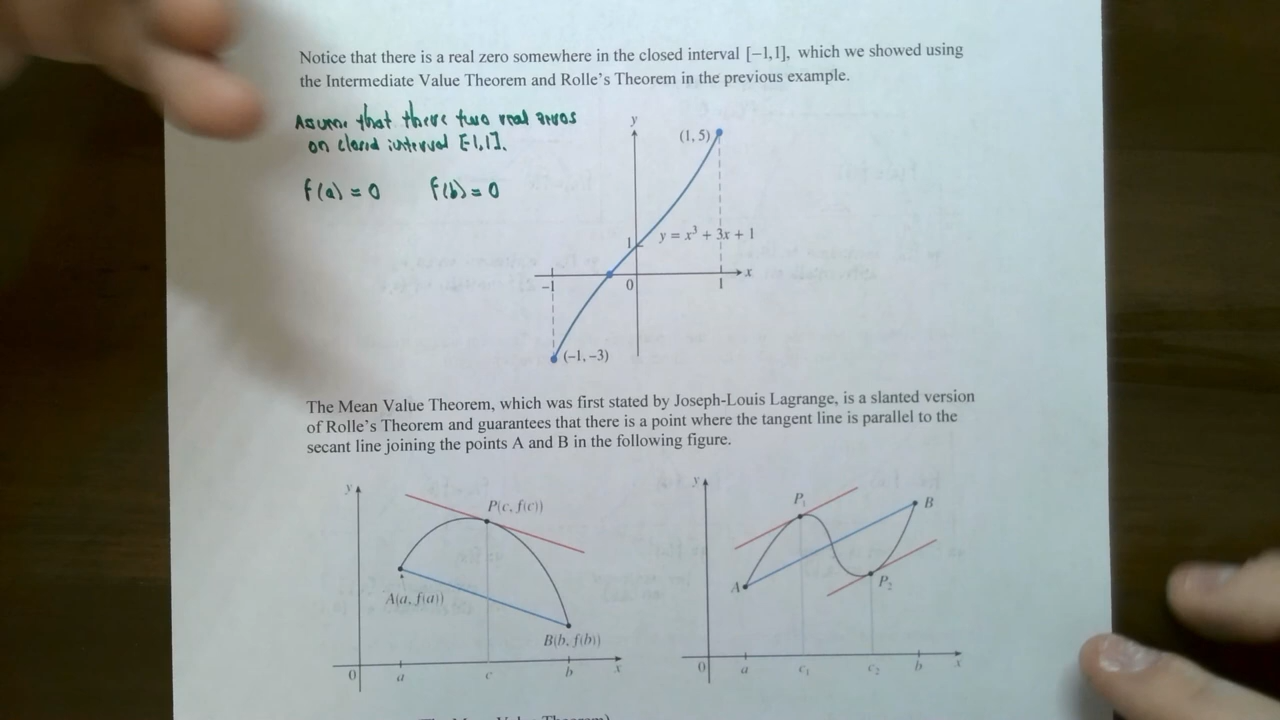 Notice that there is a real zero somewhere in the closed interval [−1,1], which we showed using
the Intermediate Value Theorem and Rolle's Theorem in the previous example.
Assume that there two real zeros
on closed interval [-1,1].
f(a) = 0 f(b) = 0
y
(1, 5)
1
y = x³ + 3x + 1
−1
0
1
x
(−1, −3)
The Mean Value Theorem, which was first stated by Joseph-Louis Lagrange, is a slanted version
of Rolle's Theorem and guarantees that there is a point where the tangent line is parallel to the
secant line joining the points A and B in the following figure.
y
P(c, f(c))
A(a, f(a))
B(b, f(b))
0
a
c
b
x
y
P₁
B
A
P₂
0
a
c₁
c₂
b
x